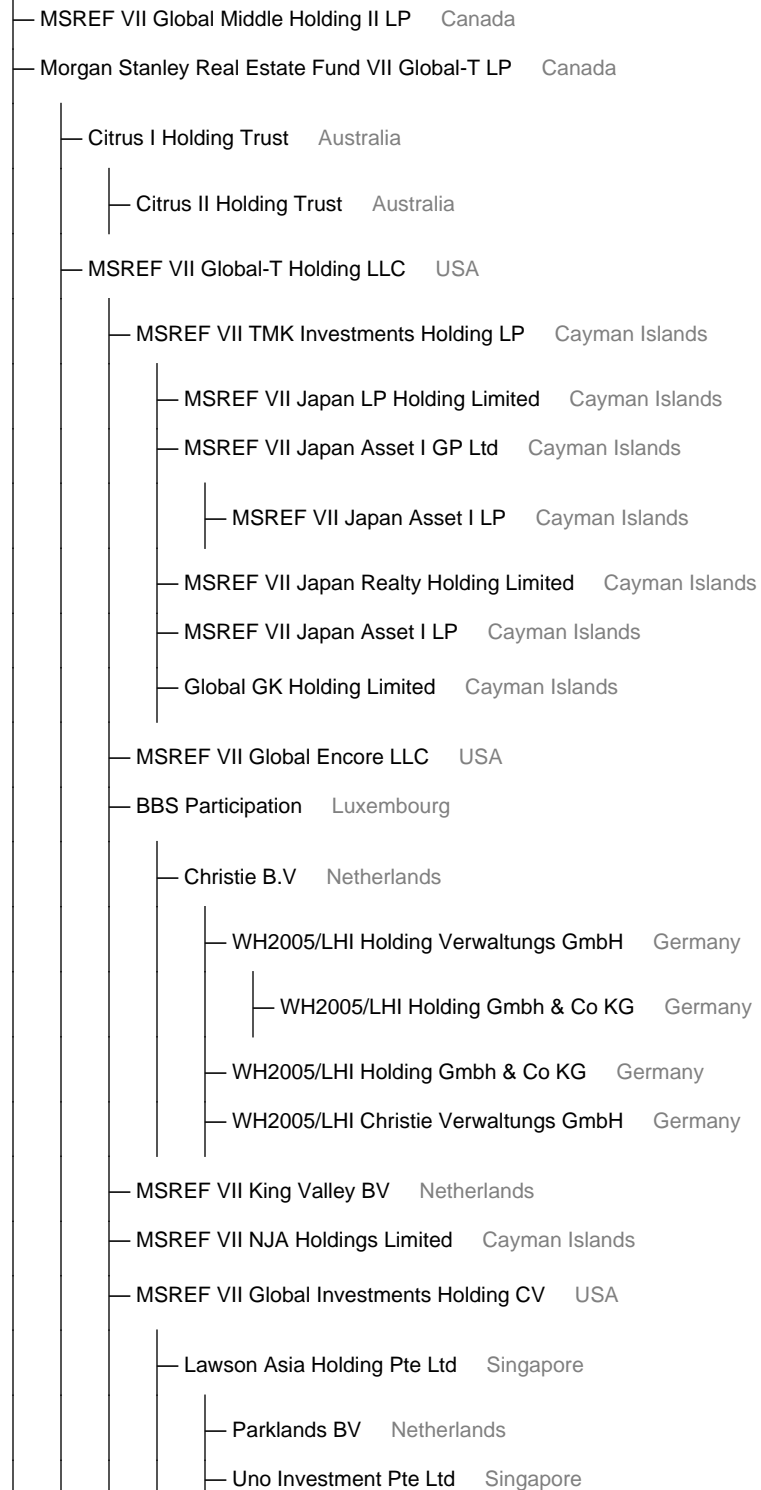 MSREF VII Global Middle Holding II LP Canada
Morgan Stanley Real Estate Fund VII Global-T LP Canada
Citrus I Holding Trust Australia
Citrus II Holding Trust Australia
MSREF VII Global-T Holding LLC USA
MSREF VII TMK Investments Holding LP Cayman Islands
MSREF VII Japan LP Holding Limited Cayman Islands
MSREF VII Japan Asset I GP Ltd Cayman Islands
MSREF VII Japan Asset I LP Cayman Islands
MSREF VII Japan Realty Holding Limited Cayman Islands
MSREF VII Japan Asset I LP Cayman Islands
Global GK Holding Limited Cayman Islands
MSREF VII Global Encore LLC USA
BBS Participation Luxembourg
Christie B.V Netherlands
WH2005/LHI Holding Verwaltungs GmbH Germany
WH2005/LHI Holding Gmbh & Co KG Germany
WH2005/LHI Holding Gmbh & Co KG Germany
WH2005/LHI Christie Verwaltungs GmbH Germany
MSREF VII King Valley BV Netherlands
MSREF VII NJA Holdings Limited Cayman Islands
MSREF VII Global Investments Holding CV USA
Lawson Asia Holding Pte Ltd Singapore
Parklands BV Netherlands
Uno Investment Pte Ltd Singapore